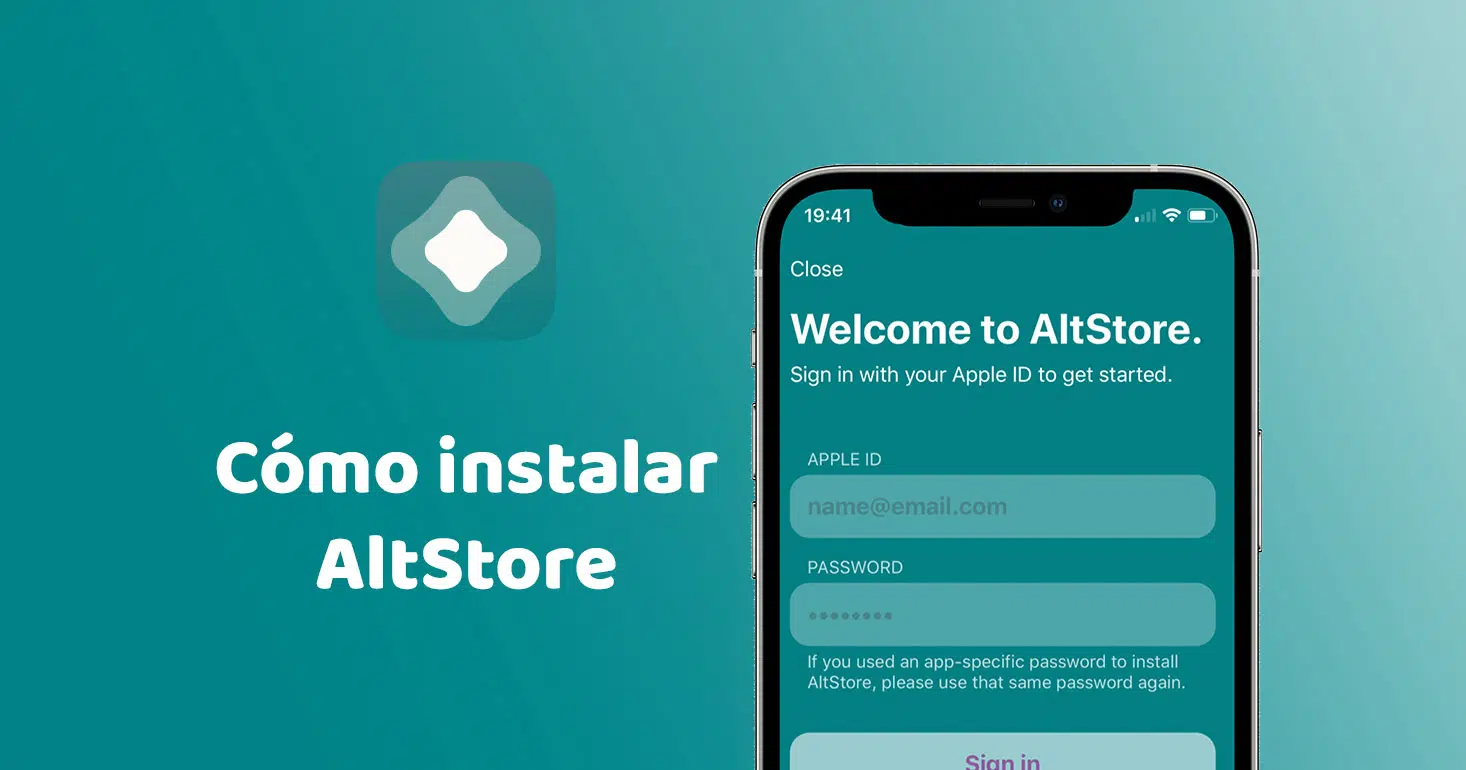 Cómo instalar
AltStore
19:41
Close
Welcome to AltStore.
Sign in with your Apple ID to get started.
APPLE ID
name@email.com
PASSWORD
If you used an app-specific password to install
AltStore, please use that same password again.
Sign in